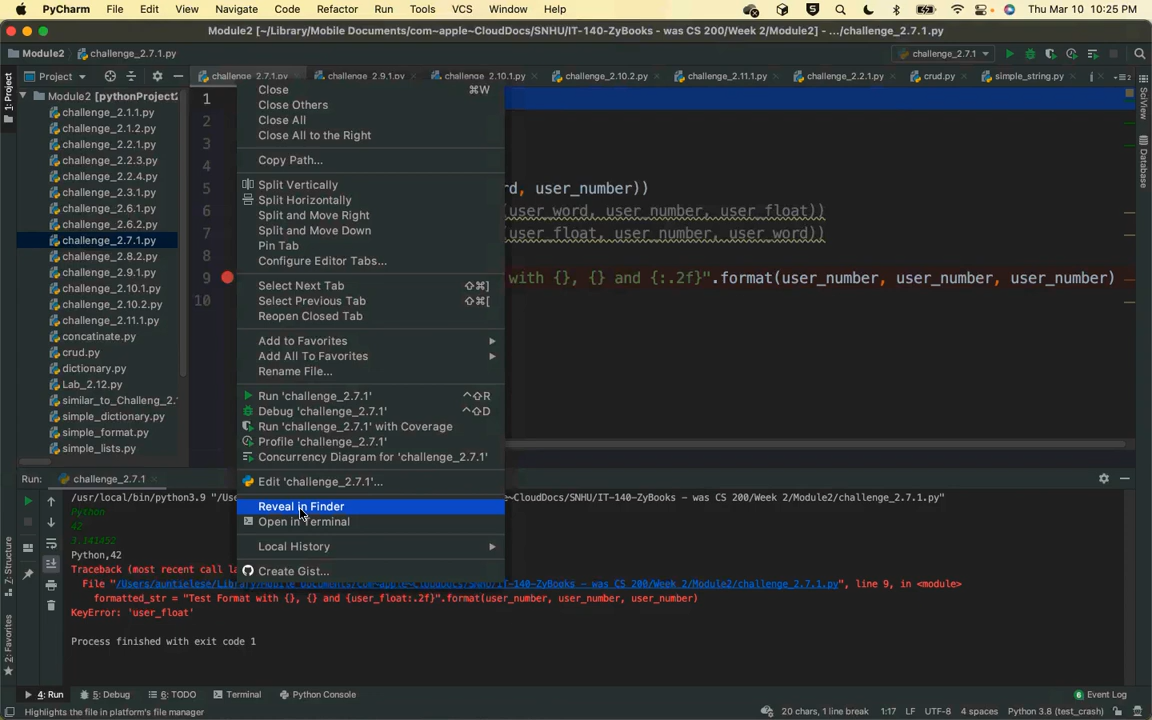 PyCharm File Edit View Navigate Code Refactor Run Tools VCS Window Help Thu Mar 10 10:25 PM
Module2 [~/Library/Mobile Documents/com~apple~CloudDocs/SNHU/IT-140-ZyBooks - was CS 200/Week 2/Module2] - .../challenge_2.7.1.py
Module2 challenge_2.7.1.py challenge_2.7.1
Project challenge_2.7.1.py challenge_2.9.1.py challenge_2.10.1.py challenge_2.10.2.py challenge_2.11.1.py challenge_2.2.1.py crud.py simple_string.py
1: Project
SciView
Database
Z: Structure
2: Favorites
Module2 [pythonProject2
challenge_2.1.1.py
challenge_2.1.2.py
challenge_2.2.1.py
challenge_2.2.3.py
challenge_2.2.4.py
challenge_2.3.1.py
challenge_2.6.1.py
challenge_2.6.2.py
challenge_2.7.1.py
challenge_2.8.2.py
challenge_2.9.1.py
challenge_2.10.1.py
challenge_2.10.2.py
challenge_2.11.1.py
concatinate.py
crud.py
dictionary.py
Lab_2.12.py
similar_to_Challeng_2.
simple_dictionary.py
simple_format.py
simple_lists.py
1
2
3
4
5 rd, user_number))
6 (user_word, user_number, user_float))
7 (user_float, user_number, user_word))
8
9 with {}, {} and {:.2f}".format(user_number, user_number, user_number)
10
Close ⌘W
Close Others
Close All
Close All to the Right
Copy Path...
Split Vertically
Split Horizontally
Split and Move Right
Split and Move Down
Pin Tab
Configure Editor Tabs...
Select Next Tab ⇧⌘]
Select Previous Tab ⇧⌘[
Reopen Closed Tab
Add to Favorites
Add All To Favorites
Rename File...
Run 'challenge_2.7.1' ^⇧R
Debug 'challenge_2.7.1' ^⇧D
Run 'challenge_2.7.1' with Coverage
Profile 'challenge_2.7.1'
Concurrency Diagram for 'challenge_2.7.1'
Edit 'challenge_2.7.1'...
Reveal in Finder
Open in Terminal
Local History
Create Gist...
Run: challenge_2.7.1
/usr/local/bin/python3.9 "/Use ~CloudDocs/SNHU/IT-140-ZyBooks - was CS 200/Week 2/Module2/challenge_2.7.1.py"
Python
42
3.141452
Python,42
Traceback (most recent call la
File "/Users/auntielese/Library/Mobile Documents/com~apple~CloudDocs/SNHU/IT-140-ZyBooks - was CS 200/Week 2/Module2/challenge_2.7.1.py", line 9, in <module>
formatted_str = "Test Format with {}, {} and {user_float:.2f}".format(user_number, user_number, user_number)
KeyError: 'user_float'
Process finished with exit code 1
4: Run 5: Debug 6: TODO Terminal Python Console 6 Event Log
Highlights the file in platform's file manager 20 chars, 1 line break 1:17 LF UTF-8 4 spaces Python 3.8 (test_crash)